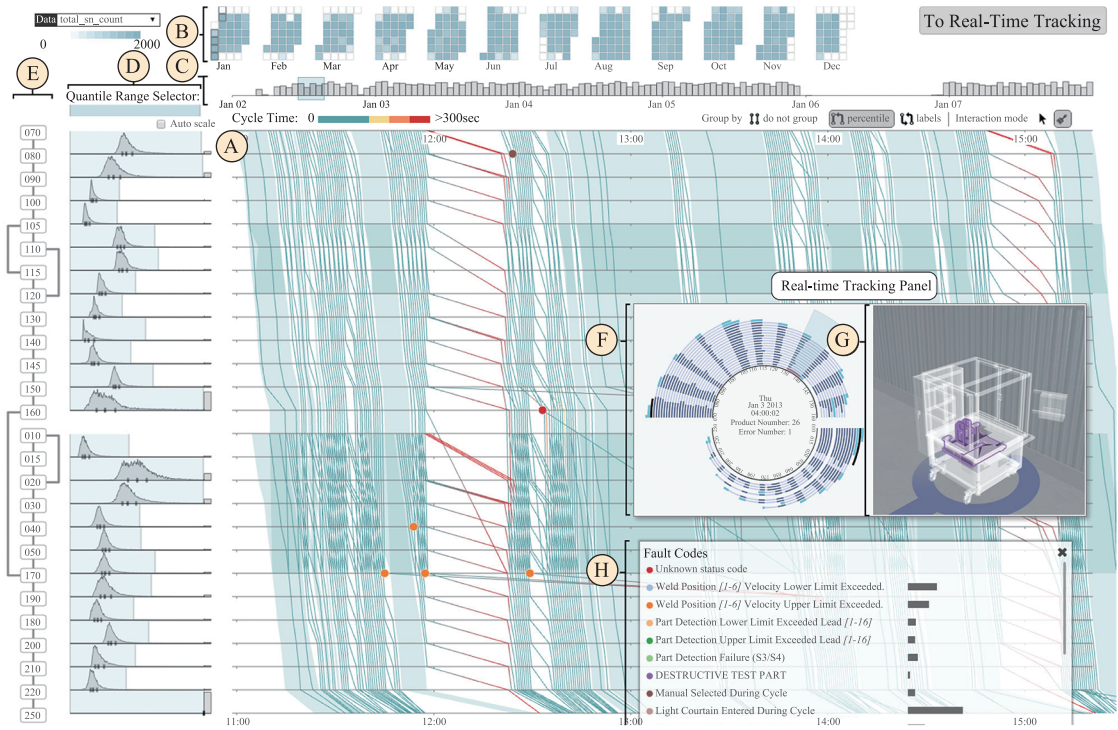 Data total_sn_count
0 2000
B
To Real-Time Tracking
Jan Feb Mar Apr May Jun Jul Aug Sep Oct Nov Dec
E
D
C
Quantile Range Selector:
Jan 02 Jan 03 Jan 04 Jan 05 Jan 06 Jan 07
Auto scale
Cycle Time: 0 >300sec
Group by do not group percentile labels | Interaction mode
A
12:00 13:00 14:00 15:00
070
080
090
100
105
110
115
120
130
140
145
150
160
010
015
020
030
040
050
170
190
180
200
210
220
250
Real-time Tracking Panel
F
G
Thu
Jan 3 2013
04:00:02
Product Noumber: 26
Error Number: 1
H
Fault Codes
Unknown status code
Weld Position [1-6] Velocity Lower Limit Exceeded.
Weld Position [1-6] Velocity Upper Limit Exceeded.
Part Detection Lower Limit Exceeded Lead [1-16]
Part Detection Upper Limit Exceeded Lead [1-16]
Part Detection Failure (S3/S4)
DESTRUCTIVE TEST PART
Manual Selected During Cycle
Light Courtain Entered During Cycle
11:00 12:00 13:00 14:00 15:00